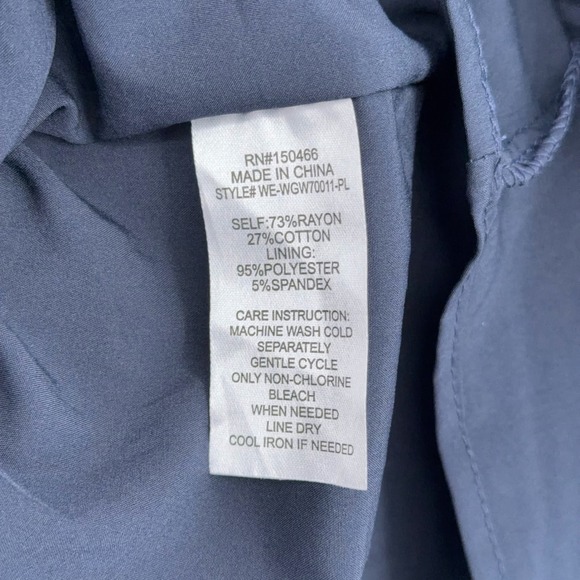 RN#150466
MADE IN CHINA
STYLE# WE-WGW70011-PL
SELF:73%RAYON
27%COTTON
LINING:
95%POLYESTER
5%SPANDEX
CARE INSTRUCTION:
MACHINE WASH COLD
SEPARATELY
GENTLE CYCLE
ONLY NON-CHLORINE
BLEACH
WHEN NEEDED
LINE DRY
COOL IRON IF NEEDED